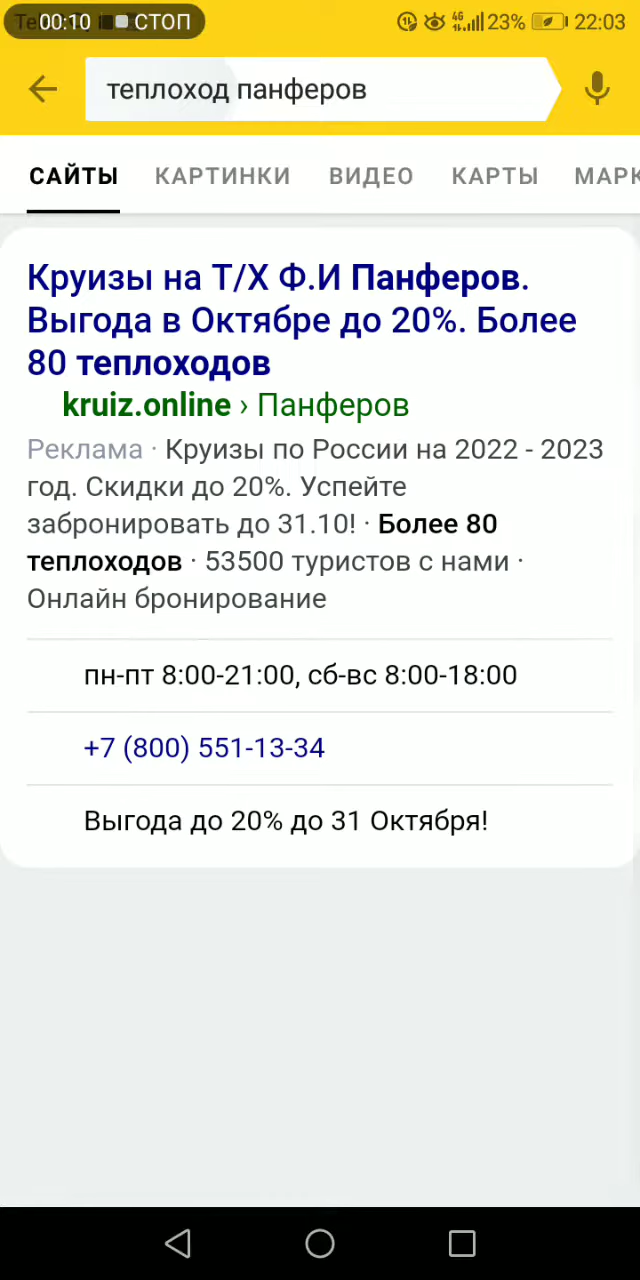 00:10 СТОП
23% 22:03
теплоход панферов
САЙТЫ КАРТИНКИ ВИДЕО КАРТЫ МАРК
Круизы на Т/Х Ф.И Панферов.
Выгода в Октябре до 20%. Более
80 теплоходов
kruiz.online › Панферов
Реклама · Круизы по России на 2022 - 2023
год. Скидки до 20%. Успейте
забронировать до 31.10! · Более 80
теплоходов · 53500 туристов с нами ·
Онлайн бронирование
пн-пт 8:00-21:00, сб-вс 8:00-18:00
+7 (800) 551-13-34
Выгода до 20% до 31 Октября!